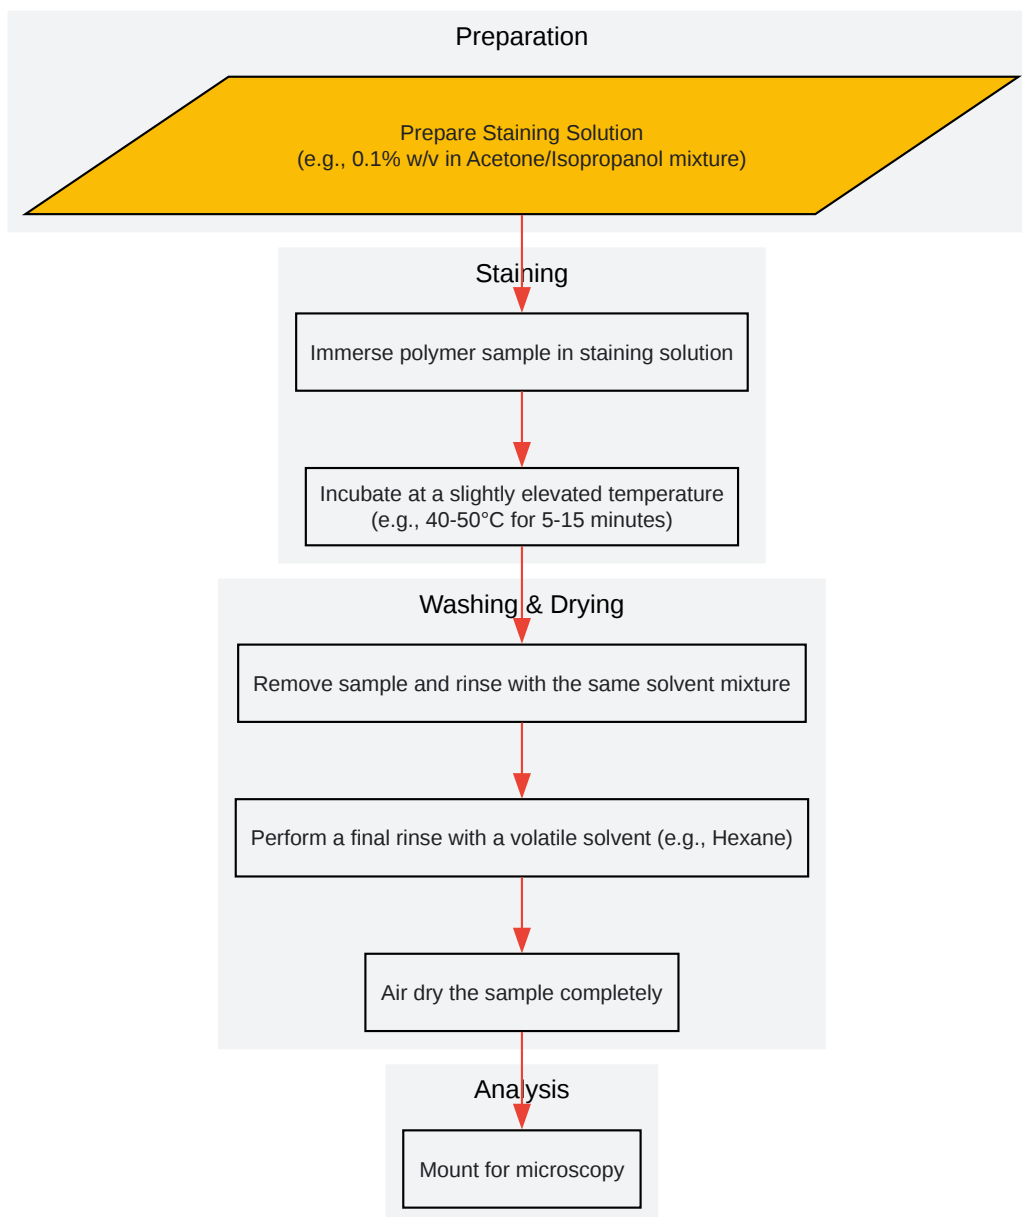 Preparation
Prepare Staining Solution
(e.g., 0.1% w/v in Acetone/Isopropanol mixture)
Staining
Immerse polymer sample in staining solution
Incubate at a slightly elevated temperature
(e.g., 40-50°C for 5-15 minutes)
Washing & Drying
Remove sample and rinse with the same solvent mixture
Perform a final rinse with a volatile solvent (e.g., Hexane)
Air dry the sample completely
Analysis
Mount for microscopy